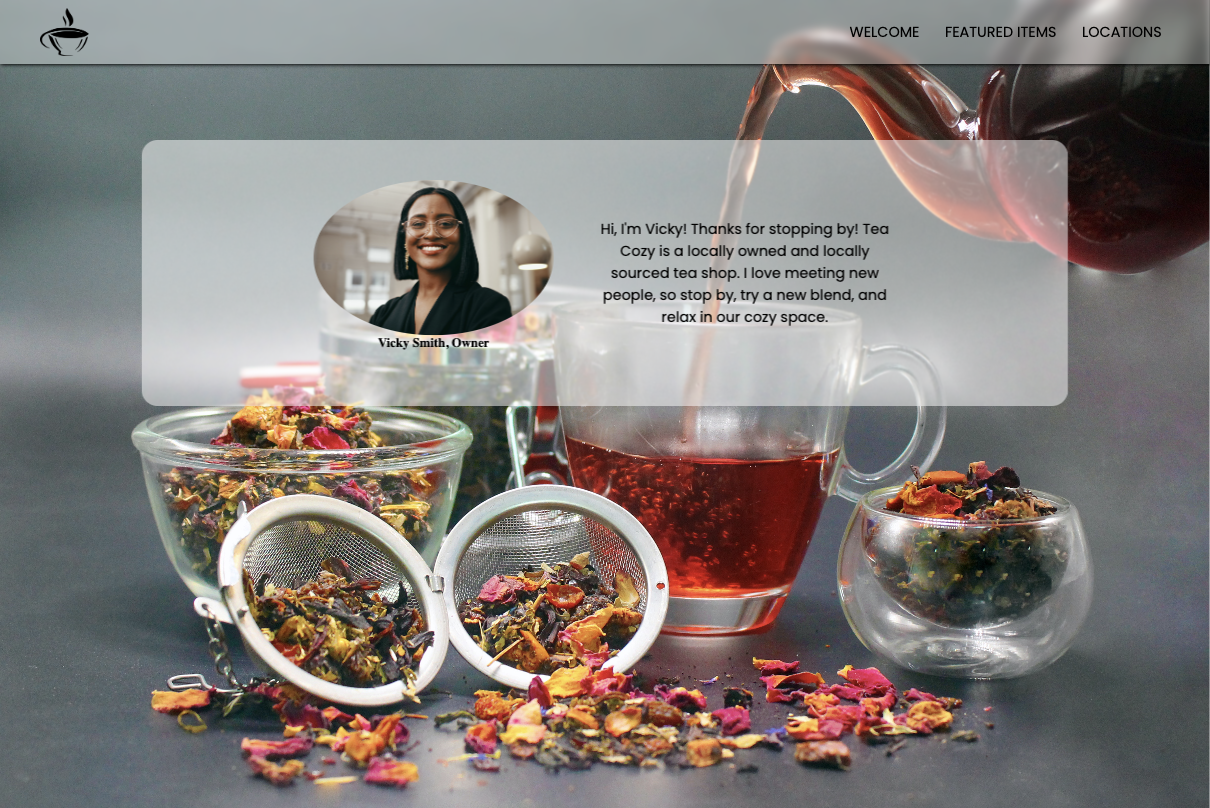 WELCOME FEATURED ITEMS LOCATIONS
Hi, I'm Vicky! Thanks for stopping by! Tea
Cozy is a locally owned and locally
sourced tea shop. I love meeting new
people, so stop by, try a new blend, and
relax in our cozy space.
Vicky Smith, Owner